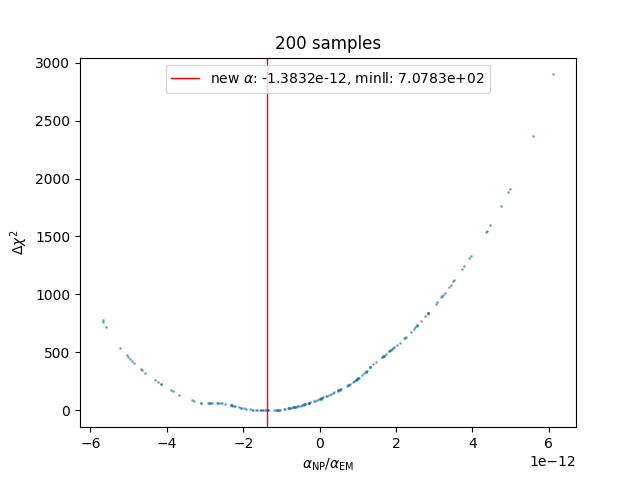 200 samples
new α: -1.3832e-12, minll: 7.0783e+02
Δχ²
3000
2500
2000
1500
1000
500
0
−6 −4 −2 0 2 4 6
1e−12
α_NP/α_EM